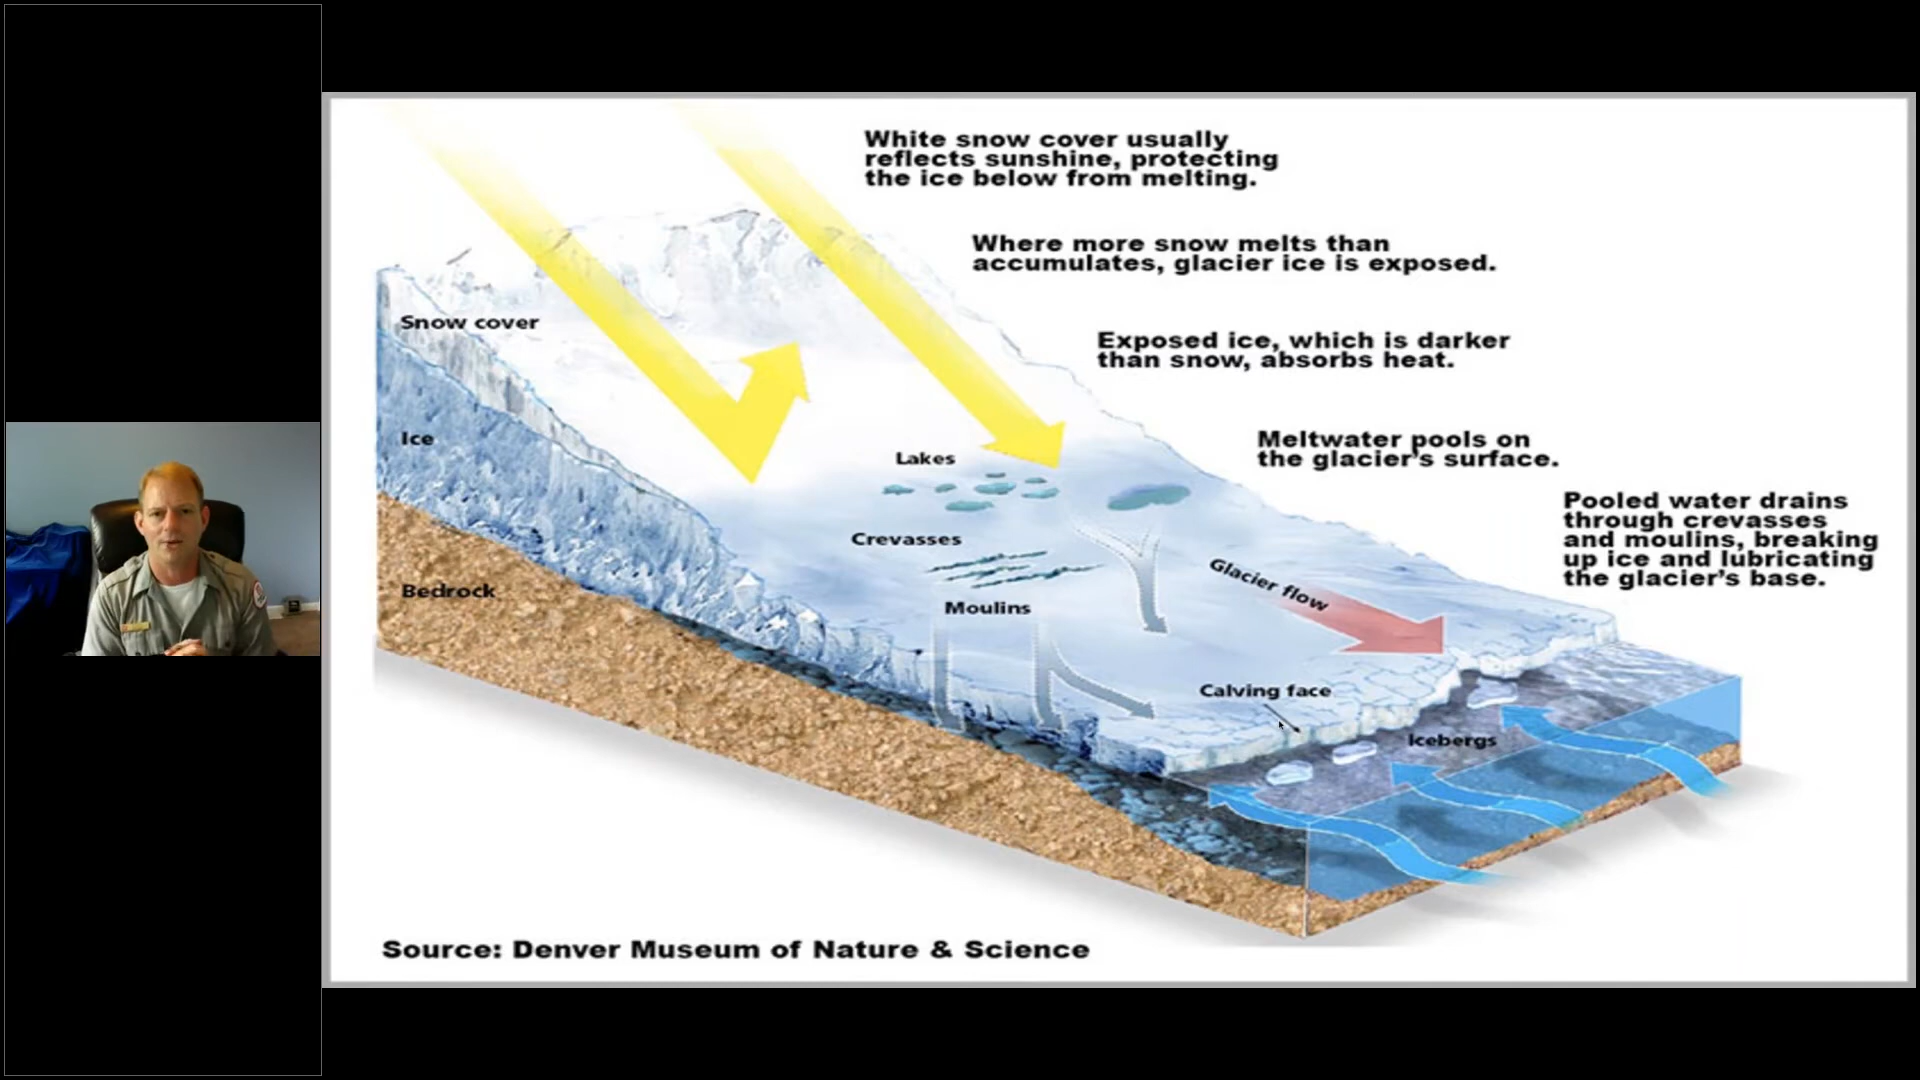 White snow cover usually
reflects sunshine, protecting
the ice below from melting.
Where more snow melts than
accumulates, glacier ice is exposed.
Snow cover
Exposed ice, which is darker
than snow, absorbs heat.
Ice
Lakes
Meltwater pools on
the glacier's surface.
Pooled water drains
through crevasses
and moulins, breaking
up ice and lubricating
the glacier's base.
Crevasses
Glacier flow
Bedrock
Moulins
Calving face
Icebergs
Source: Denver Museum of Nature & Science